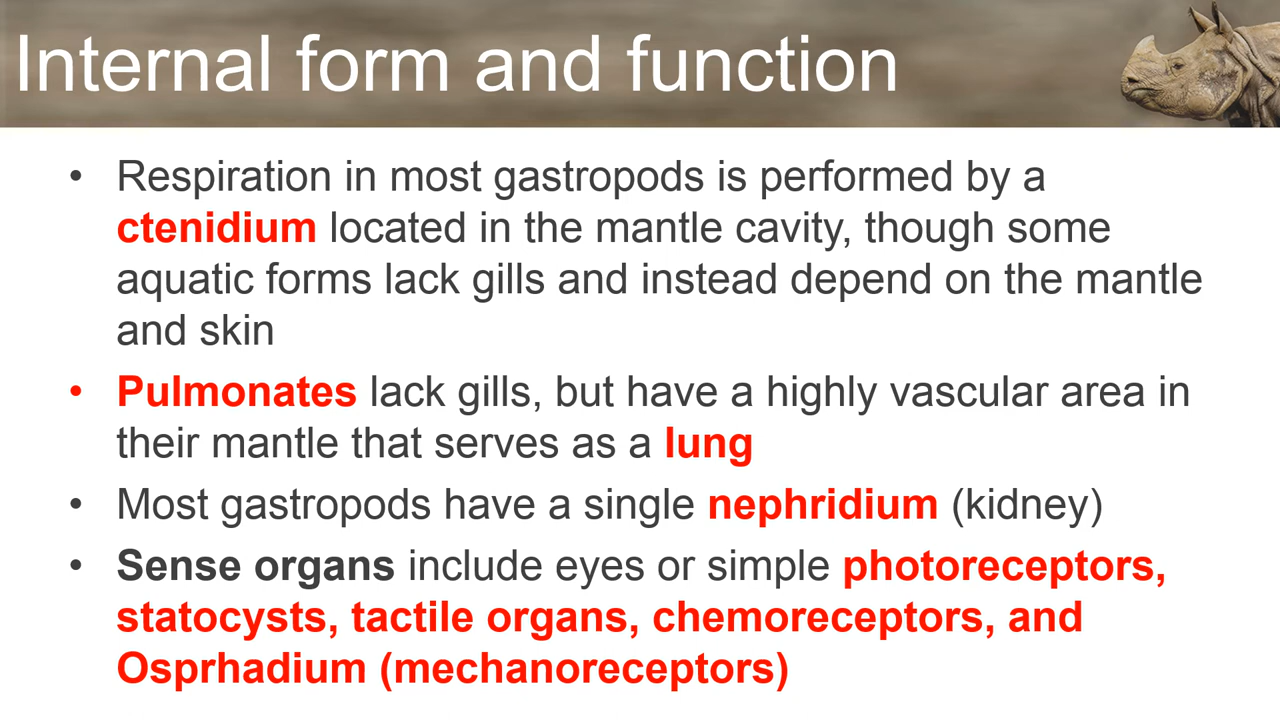 Internal form and function
• Respiration in most gastropods is performed by a
ctenidium located in the mantle cavity, though some
aquatic forms lack gills and instead depend on the mantle
and skin
• Pulmonates lack gills, but have a highly vascular area in
their mantle that serves as a lung
• Most gastropods have a single nephridium (kidney)
• Sense organs include eyes or simple photoreceptors,
statocysts, tactile organs, chemoreceptors, and
Osprhadium (mechanoreceptors)